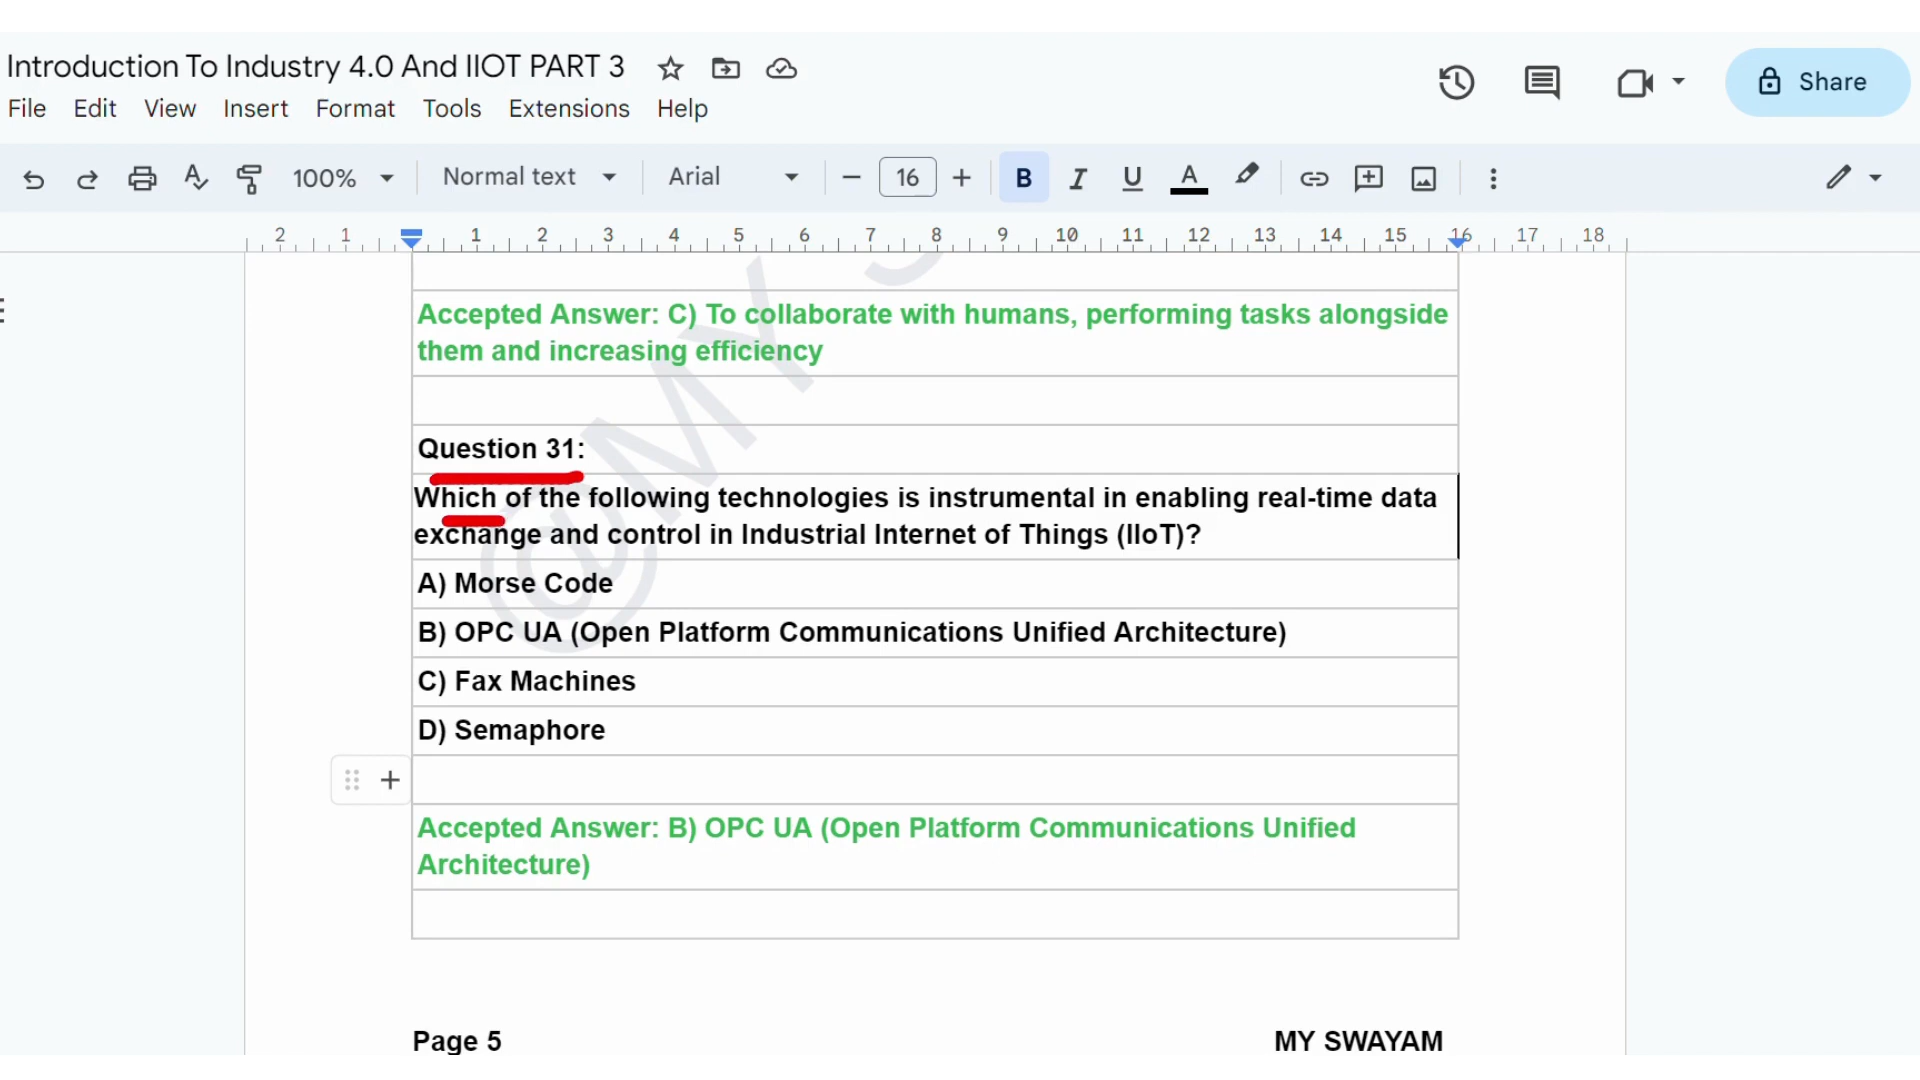 Introduction To Industry 4.0 And IIOT PART 3
File Edit View Insert Format Tools Extensions Help
Share
100% Normal text Arial 16 B I U A
2 1 1 2 3 4 5 6 7 8 9 10 11 12 13 14 15 16 17 18
Accepted Answer: C) To collaborate with humans, performing tasks alongside
them and increasing efficiency
Question 31:
Which of the following technologies is instrumental in enabling real-time data
exchange and control in Industrial Internet of Things (IIoT)?
A) Morse Code
B) OPC UA (Open Platform Communications Unified Architecture)
C) Fax Machines
D) Semaphore
Accepted Answer: B) OPC UA (Open Platform Communications Unified
Architecture)
@MY S
Page 5 MY SWAYAM